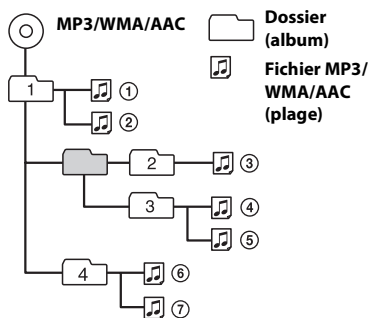 MP3/WMA/AAC
Dossier
(album)
Fichier MP3/
WMA/AAC
(plage)
1
①
②
2
③
3
④
⑤
4
⑥
⑦